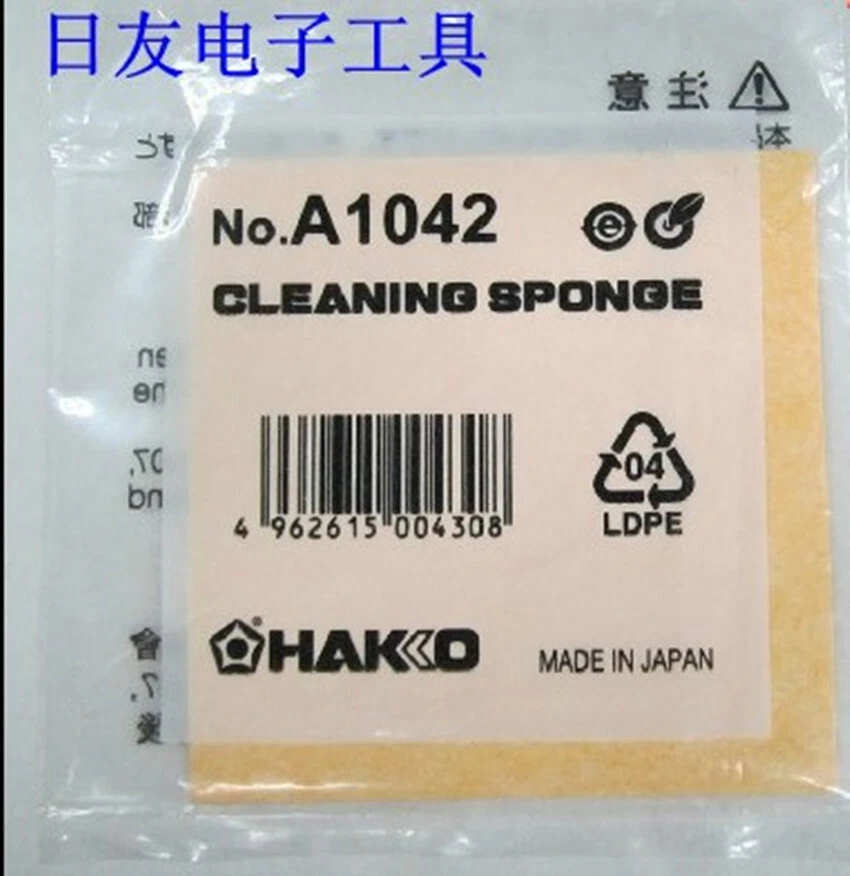 日友电子工具
注意
No.A1042
CLEANING SPONGE
4 962615 004308
04
LDPE
HAKKO
MADE IN JAPAN